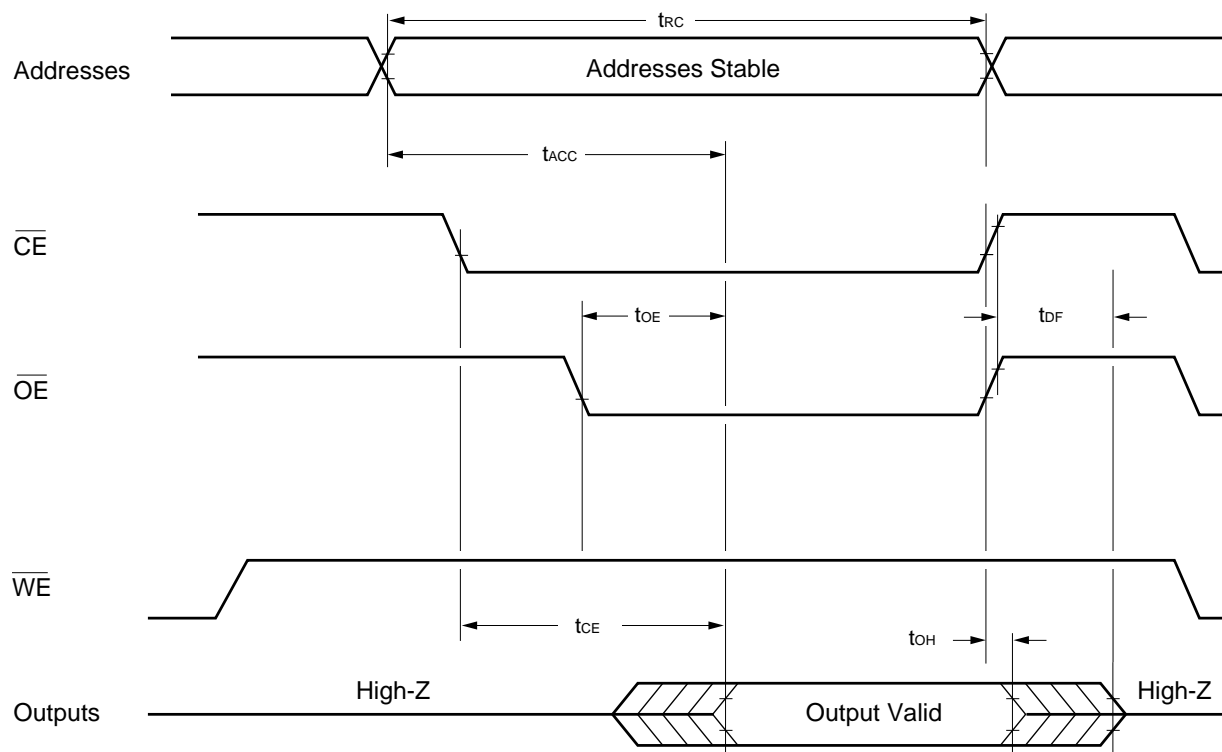 tRC
Addresses
Addresses Stable
tACC
CE
tOE
tDF
OE
WE
tCE
tOH
High-Z
High-Z
Outputs
Output Valid